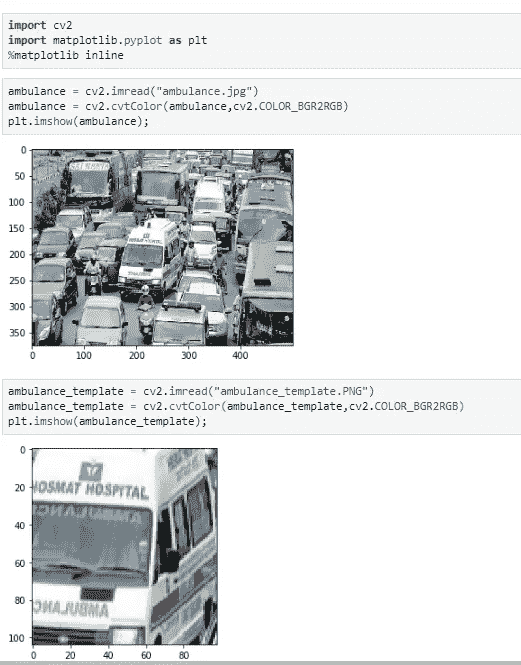 import cv2
import matplotlib.pyplot as plt
%matplotlib inline
ambulance = cv2.imread("ambulance.jpg")
ambulance = cv2.cvtColor(ambulance,cv2.COLOR_BGR2RGB)
plt.imshow(ambulance);
0
50
100
150
200
250
300
350
0 100 200 300 400
ambulance_template = cv2.imread("ambulance_template.PNG")
ambulance_template = cv2.cvtColor(ambulance_template,cv2.COLOR_BGR2RGB)
plt.imshow(ambulance_template);
0
HOSMAT HOSPITAL
20
40
60
80
100
0 20 40 60 80